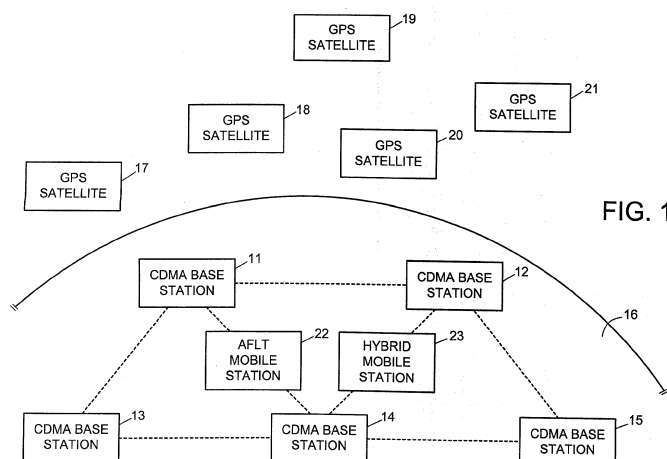 19
GPS
SATELLITE
21
GPS
SATELLITE
18
GPS
SATELLITE
20
GPS
SATELLITE
17
GPS
SATELLITE
FIG. 1
11
CDMA BASE
STATION
12
CDMA BASE
STATION
16
22
AFLT
MOBILE
STATION
23
HYBRID
MOBILE
STATION
13
CDMA BASE
STATION
14
CDMA BASE
STATION
15
CDMA BASE
STATION